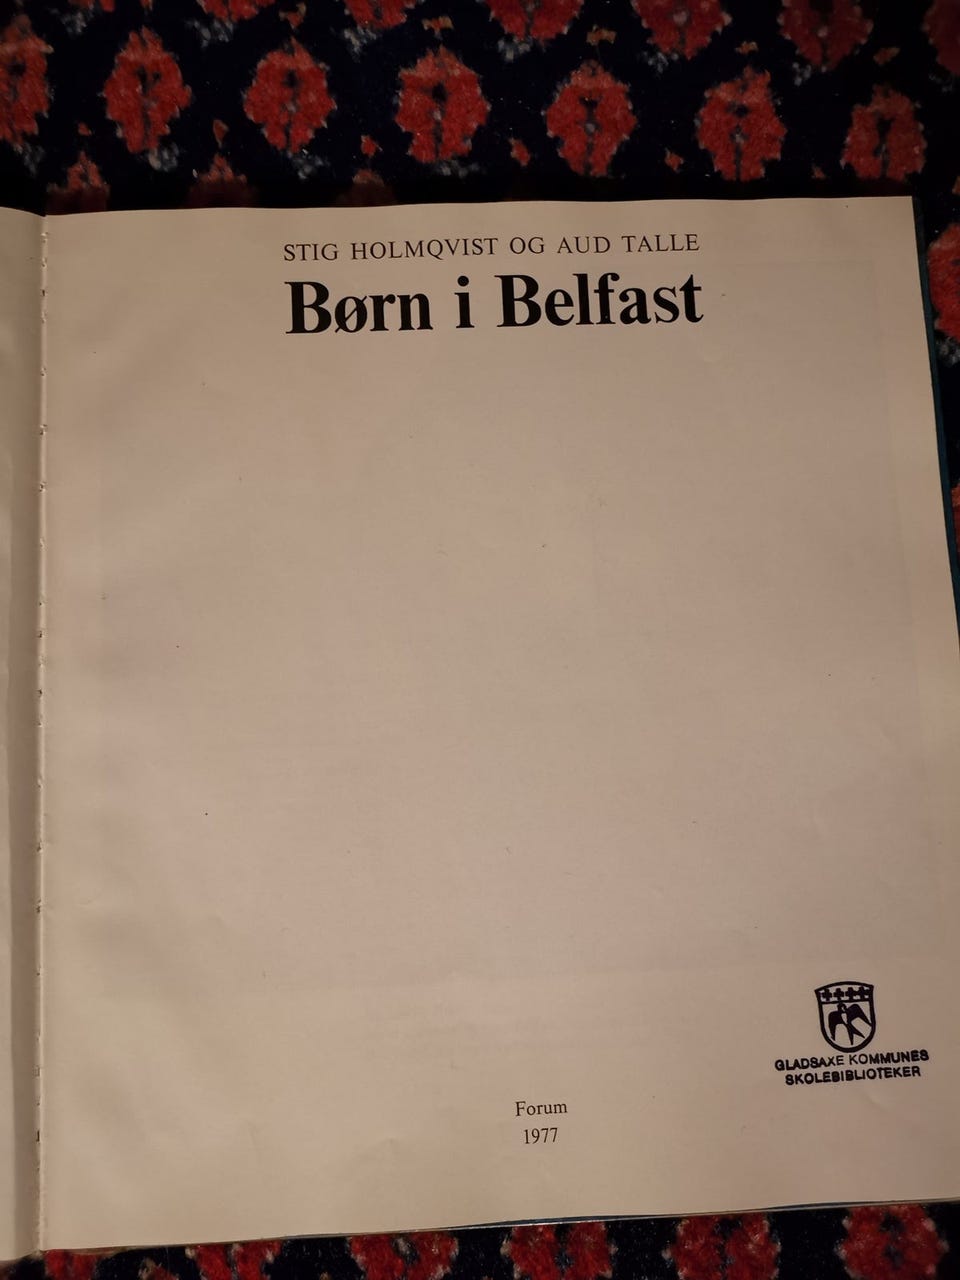 STIG HOLMQVIST OG AUD TALLE
Børn i Belfast
GLADSAXE KOMMUNES
SKOLEBIBLIOTEKER
Forum
1977